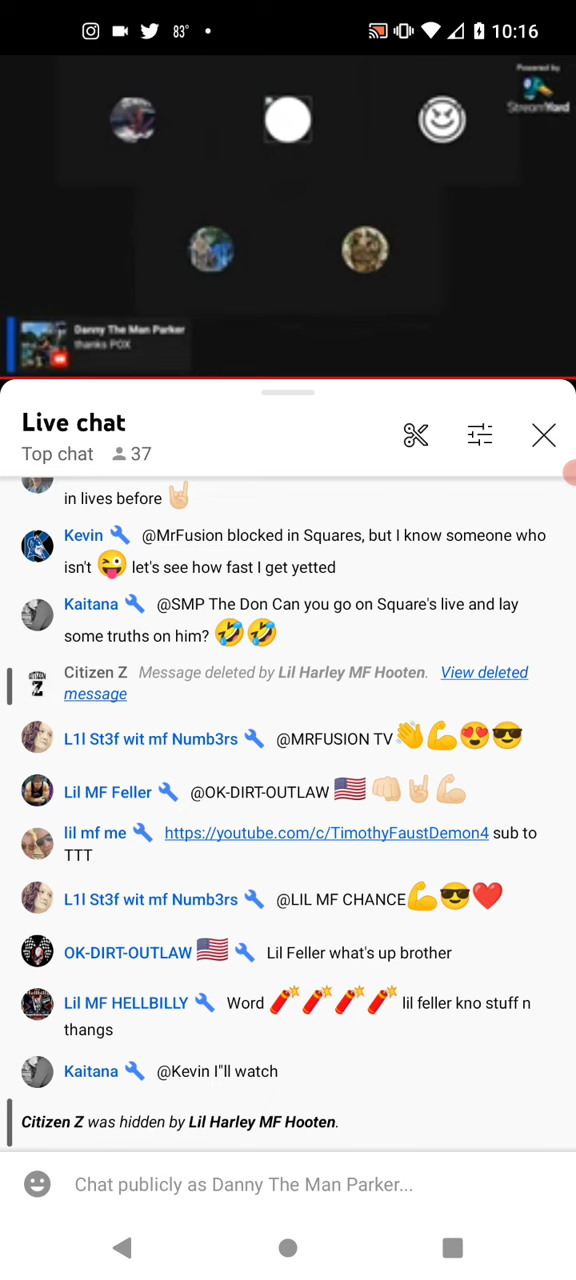 83°
10:16
Powered by
StreamYard
Danny The Man Parker
thanks POX
Live chat
Top chat 37
in lives before 🤘🏻
Kevin @MrFusion blocked in Squares, but I know someone who
isn't 😜 let's see how fast I get yetted
Kaitana @SMP The Don Can you go on Square's live and lay
some truths on him? 🤣🤣
Citizen Z Message deleted by Lil Harley MF Hooten. View deleted
message
L1l St3f wit mf Numb3rs @MRFUSION TV👋💪😍😎
Lil MF Feller @OK-DIRT-OUTLAW 🇺🇸👊🏻🤘🏻💪🏻
lil mf me https://youtube.com/c/TimothyFaustDemon4 sub to
TTT
L1l St3f wit mf Numb3rs @LIL MF CHANCE💪😎❤️
OK-DIRT-OUTLAW🇺🇸 Lil Feller what's up brother
Lil MF HELLBILLY Word 🧨🧨🧨🧨 lil feller kno stuff n
thangs
Kaitana @Kevin I"ll watch
Citizen Z was hidden by Lil Harley MF Hooten.
Chat publicly as Danny The Man Parker...